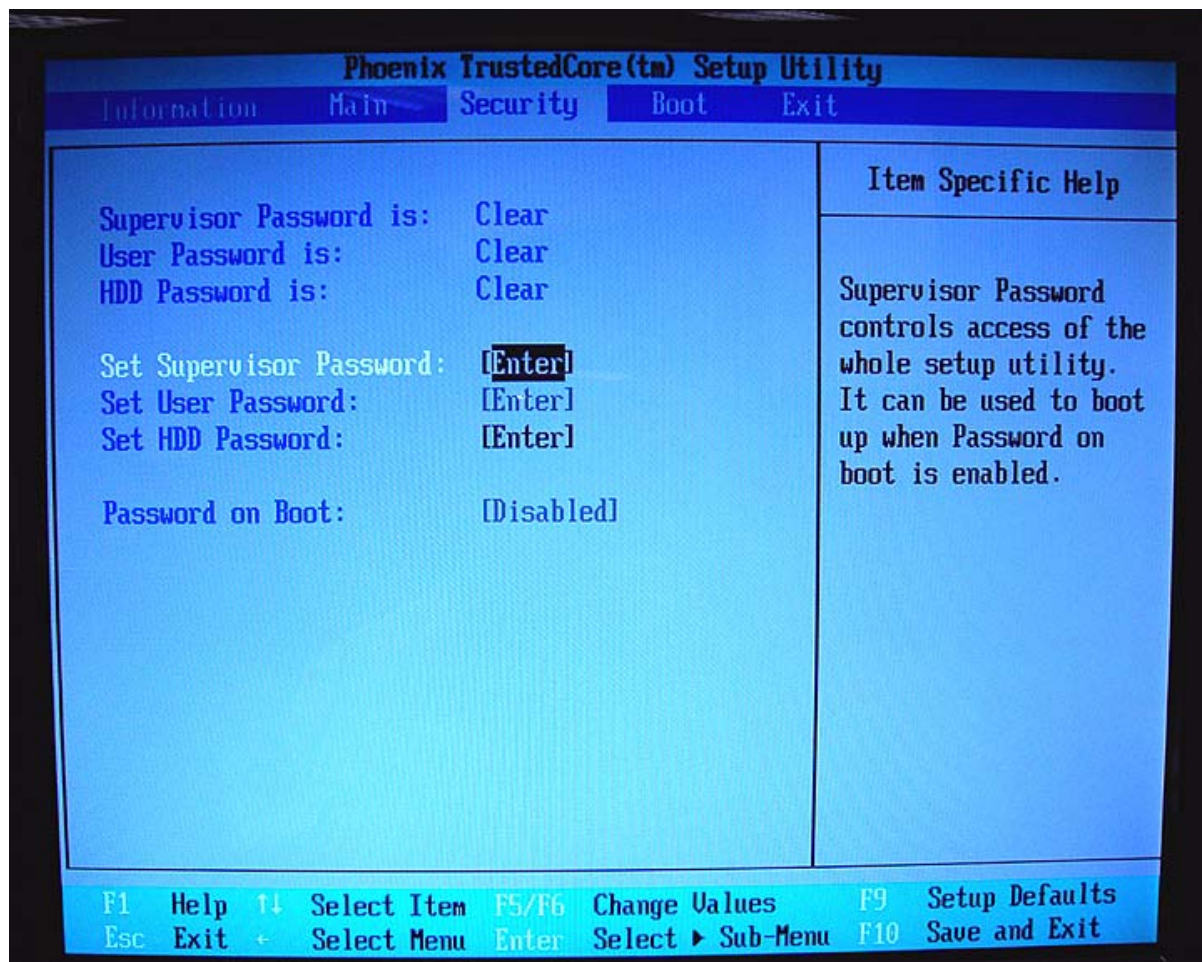 Phoenix TrustedCore(tm) Setup Utility
Information Main Security Boot Exit
Supervisor Password is: Clear
User Password is: Clear
HDD Password is: Clear
Set Supervisor Password: [Enter]
Set User Password: [Enter]
Set HDD Password: [Enter]
Password on Boot: [Disabled]
Item Specific Help
Supervisor Password
controls access of the
whole setup utility.
It can be used to boot
up when Password on
boot is enabled.
F1 Help ↑↓ Select Item F5/F6 Change Values F9 Setup Defaults
Esc Exit ← Select Menu Enter Select ▶ Sub-Menu F10 Save and Exit